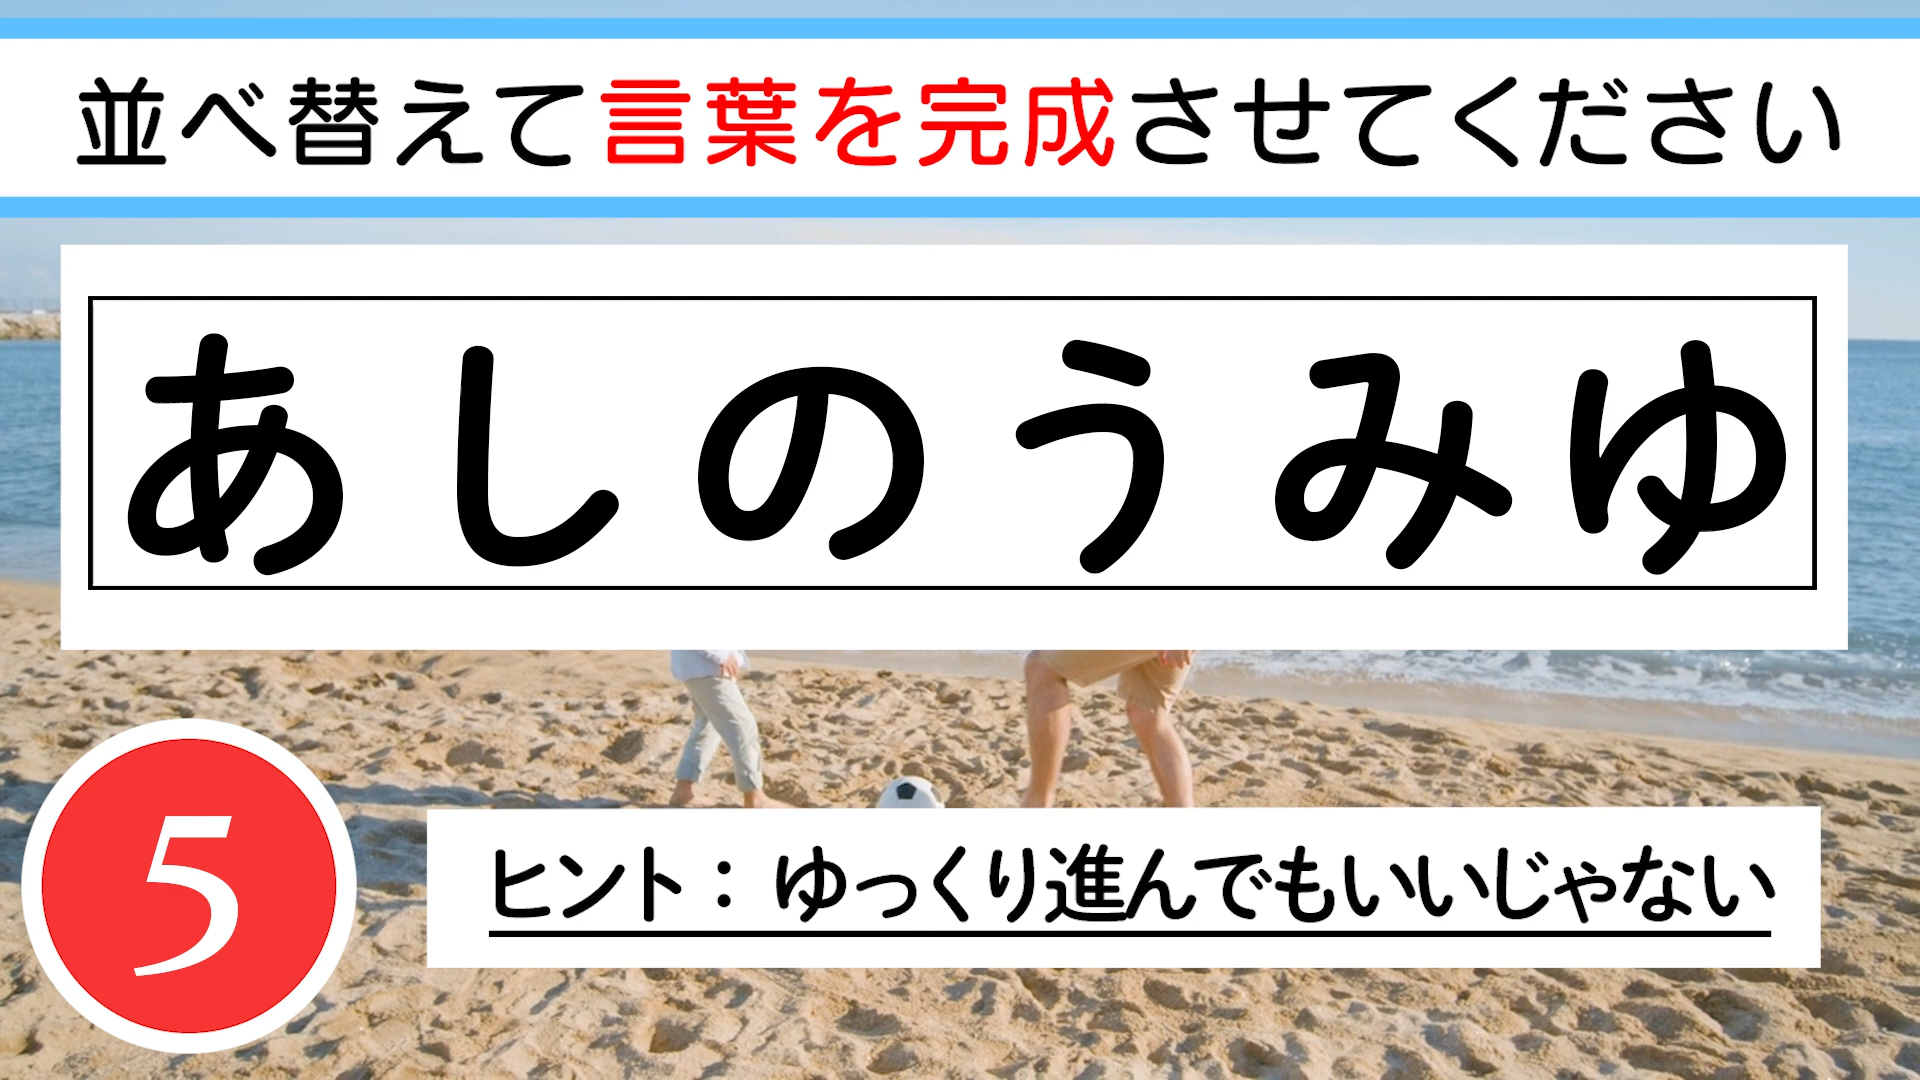 並べ替えて言葉を完成させてください
あしのうみゆ
5
ヒント：ゆっくり進んでもいいじゃない